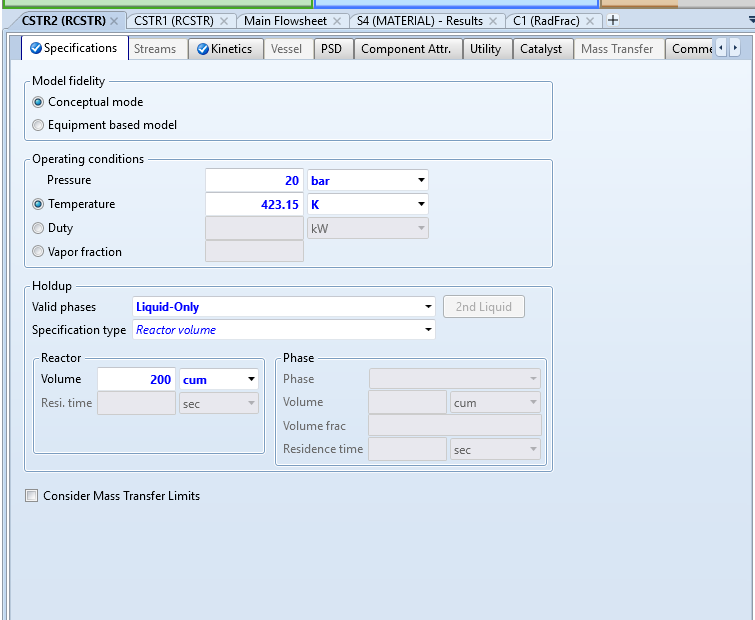 CSTR2 (RCSTR) CSTR1 (RCSTR) Main Flowsheet S4 (MATERIAL) - Results C1 (RadFrac)
Specifications Streams Kinetics Vessel PSD Component Attr. Utility Catalyst Mass Transfer Comme
Model fidelity
Conceptual mode
Equipment based model
Operating conditions
Pressure 20 bar
Temperature 423.15 K
Duty kW
Vapor fraction
Holdup
Valid phases Liquid-Only 2nd Liquid
Specification type Reactor volume
Reactor
Volume 200 cum
Resi. time sec
Phase
Phase
Volume cum
Volume frac
Residence time sec
Consider Mass Transfer Limits